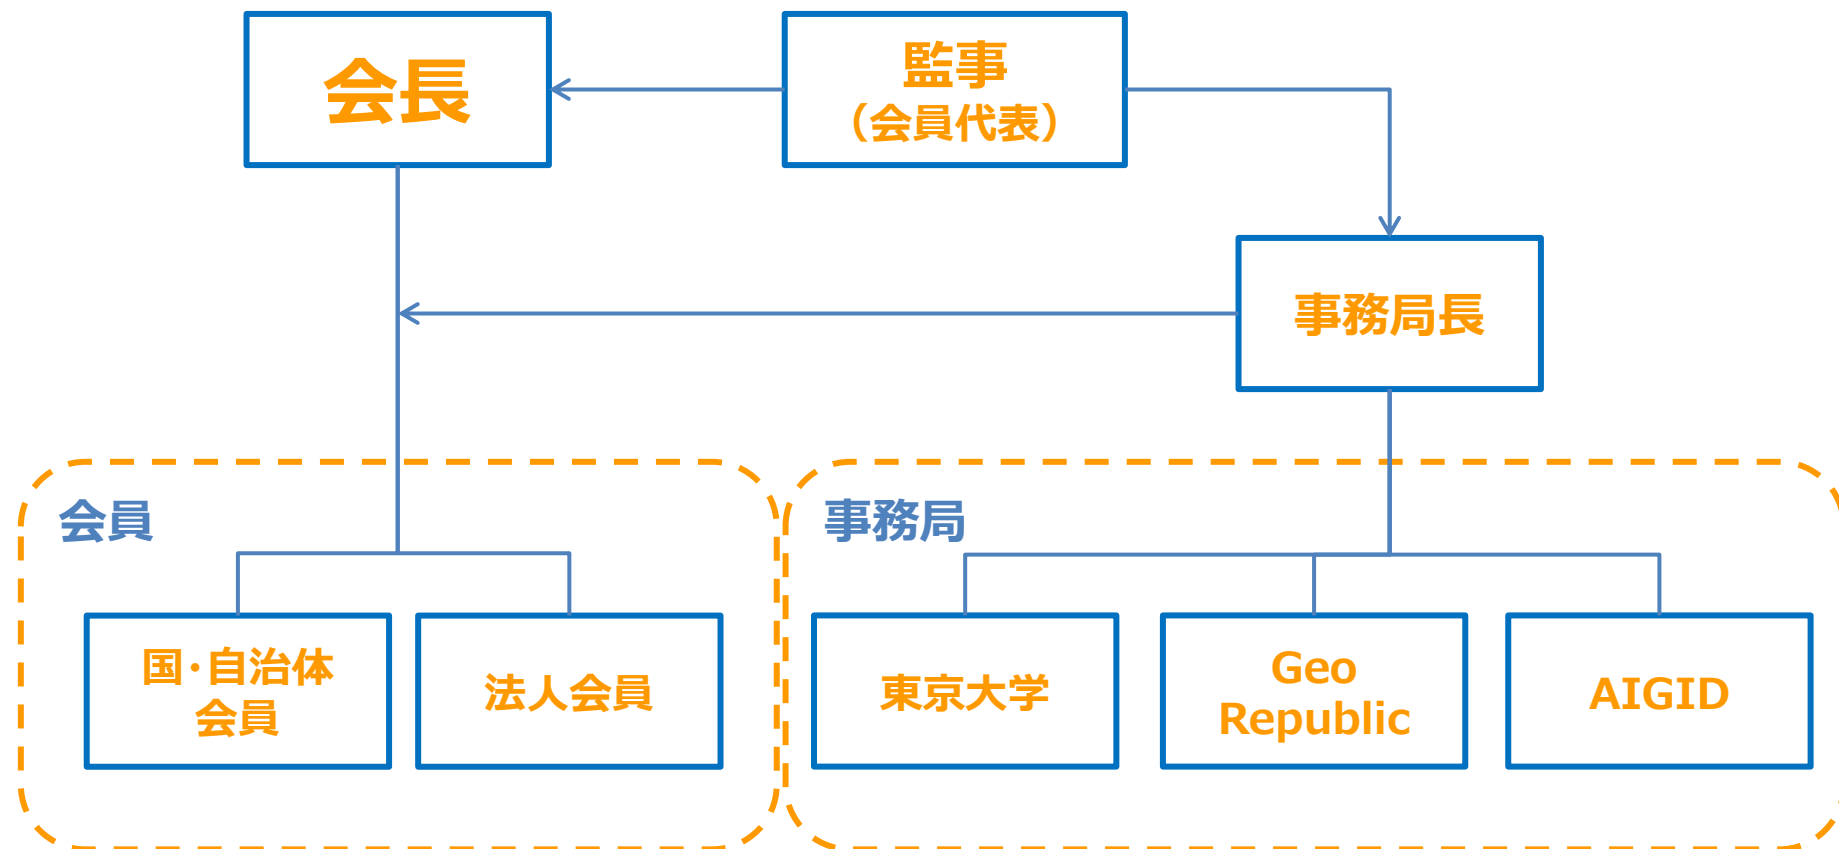 会長
監事
（会員代表）
事務局長
会員
国・自治体
会員
法人会員
事務局
東京大学
Geo
Republic
AIGID